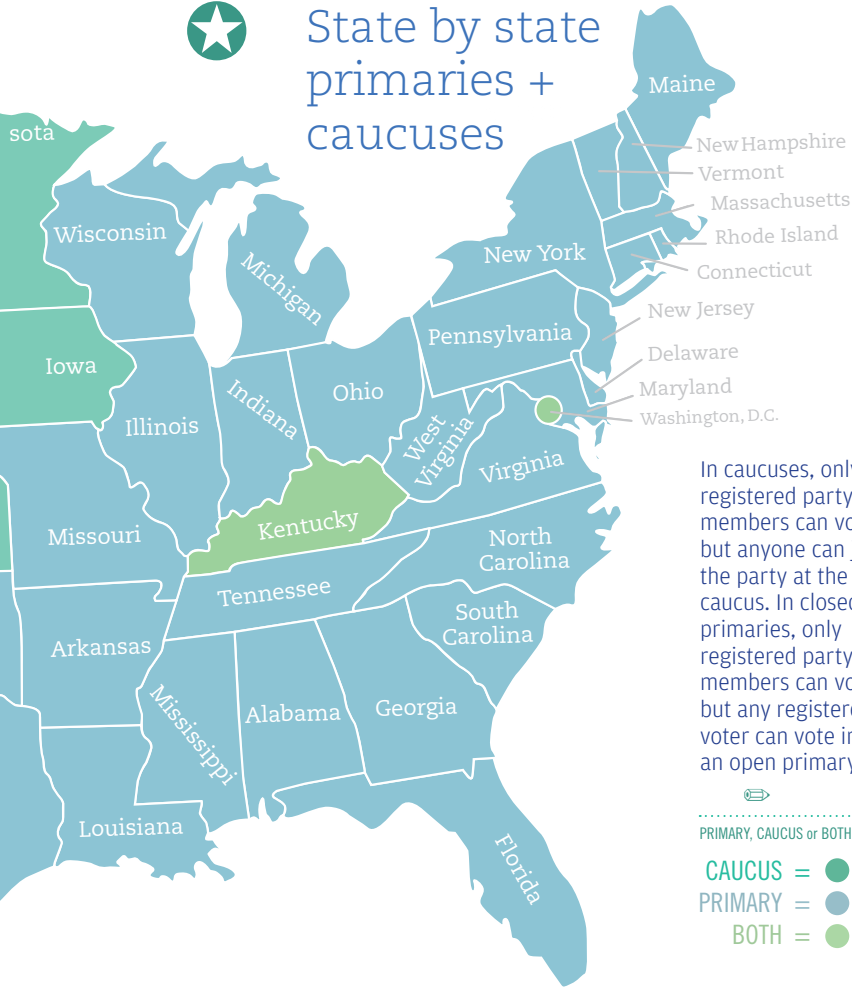 State by state
primaries +
caucuses
Maine
sota
New Hampshire
Vermont
Massachusetts
Wisconsin
Rhode Island
New York
Connecticut
Michigan
New Jersey
Pennsylvania
Delaware
Iowa
Maryland
Ohio
Indiana
Washington, D.C.
Illinois
West
Virginia
Virginia
Kentucky
Missouri
North
Carolina
Tennessee
South
Carolina
Arkansas
Mississippi
Alabama
Georgia
Louisiana
Florida
In caucuses, only
registered party
members can vo
but anyone can
the party at the
caucus. In closed
primaries, only
registered party
members can vo
but any registere
voter can vote in
an open primary
PRIMARY, CAUCUS or BOTH
CAUCUS =
PRIMARY =
BOTH =